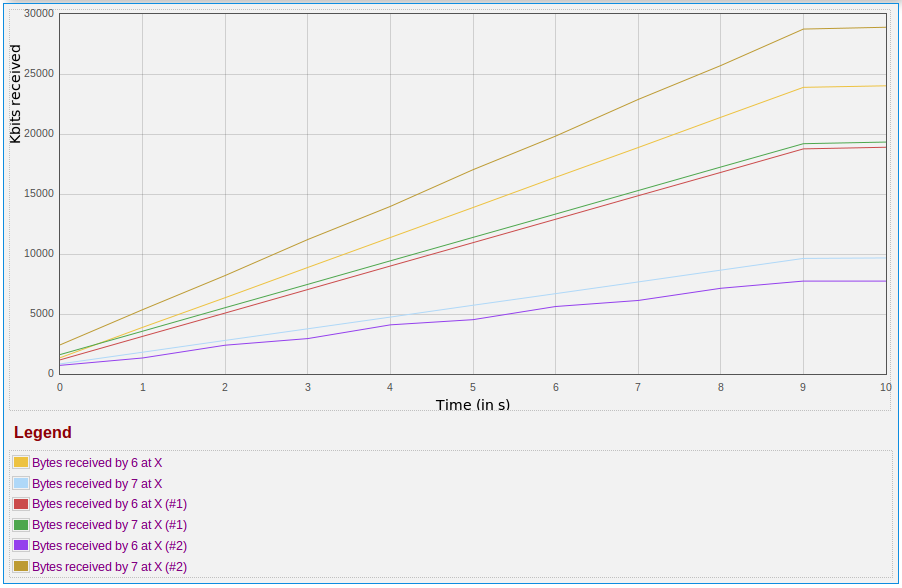 30000
25000
20000
15000
10000
5000
0
Kbits received
0 1 2 3 4 5 6 7 8 9 10
Time (in s)
Legend
Bytes received by 6 at X
Bytes received by 7 at X
Bytes received by 6 at X (#1)
Bytes received by 7 at X (#1)
Bytes received by 6 at X (#2)
Bytes received by 7 at X (#2)